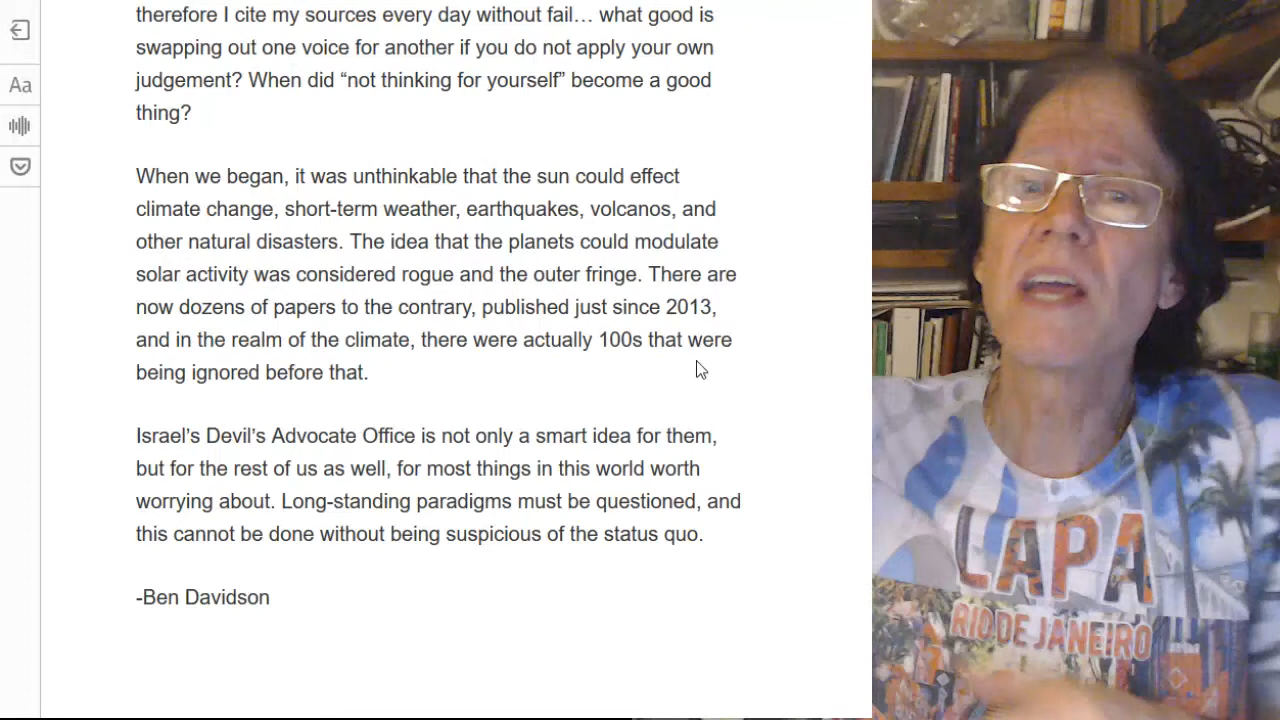 therefore I cite my sources every day without fail… what good is
swapping out one voice for another if you do not apply your own
judgement? When did “not thinking for yourself” become a good
thing?
When we began, it was unthinkable that the sun could effect
climate change, short-term weather, earthquakes, volcanos, and
other natural disasters. The idea that the planets could modulate
solar activity was considered rogue and the outer fringe. There are
now dozens of papers to the contrary, published just since 2013,
and in the realm of the climate, there were actually 100s that were
being ignored before that.
Israel’s Devil’s Advocate Office is not only a smart idea for them,
but for the rest of us as well, for most things in this world worth
worrying about. Long-standing paradigms must be questioned, and
this cannot be done without being suspicious of the status quo.
-Ben Davidson
Aa
LAPA
RIO DE JANEIRO